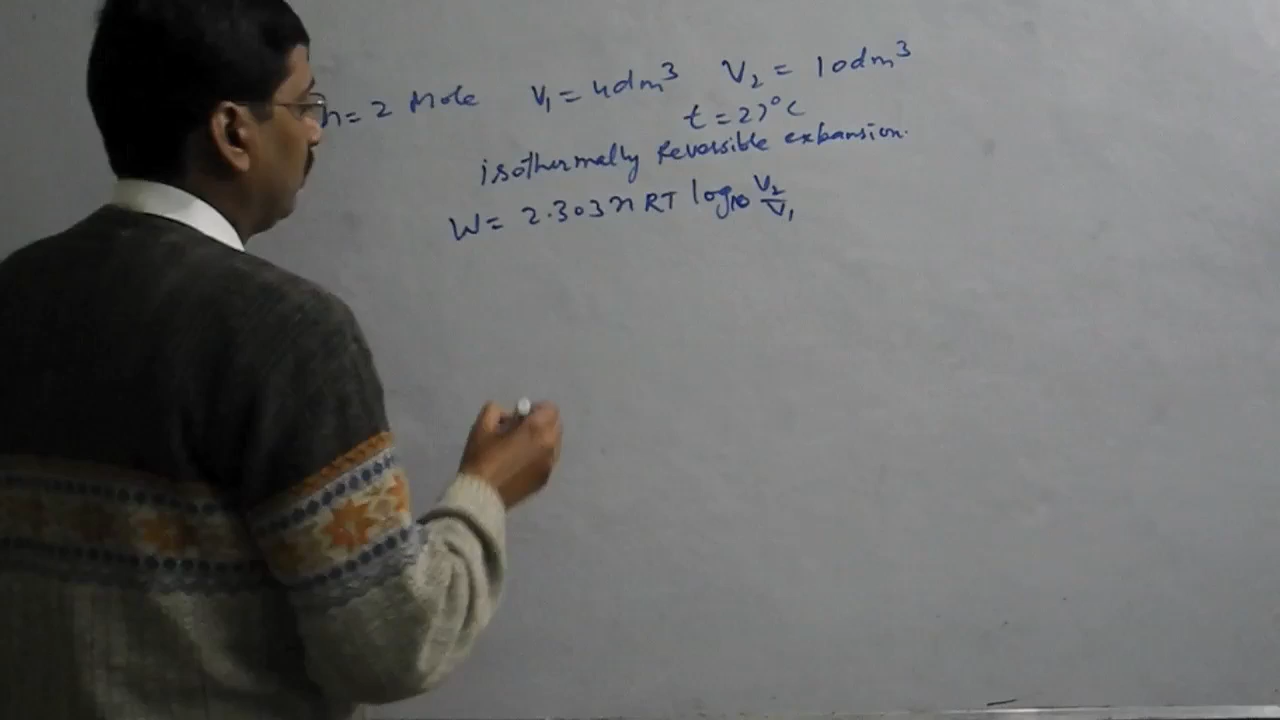 n = 2 Mole V₁ = 4dm³ V₂ = 10dm³
t = 27°C
isothermally Reversible expansion.
W = 2.303 n RT log₁₀ V₂/V₁